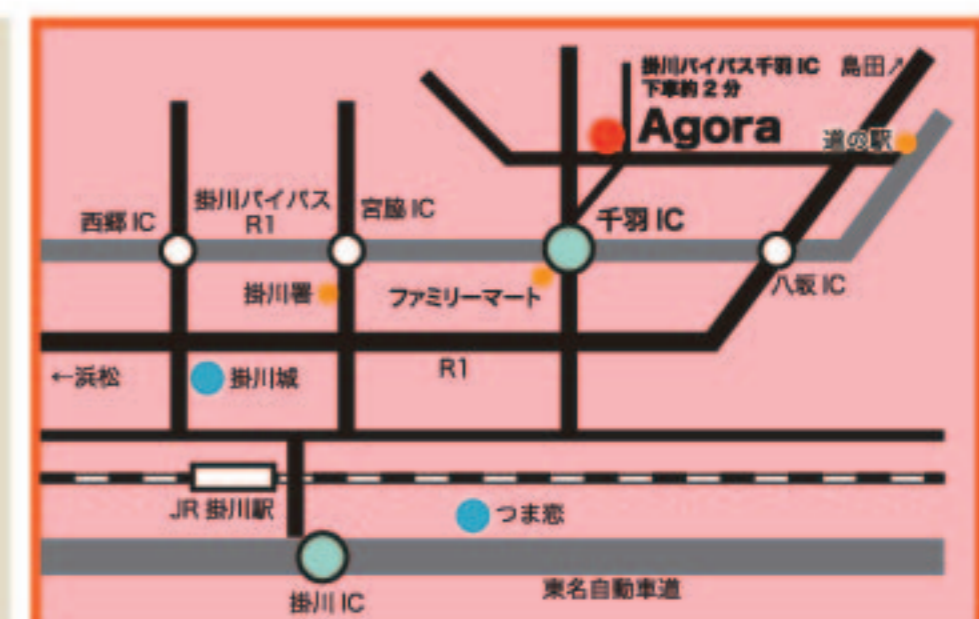 掛川バイパス千羽IC
下車約2分
島田↗
Agora
道の駅
西郷IC
掛川バイパス
R1
宮脇IC
千羽IC
八坂IC
掛川署
ファミリーマート
←浜松
掛川城
R1
JR掛川駅
つま恋
掛川IC
東名自動車道